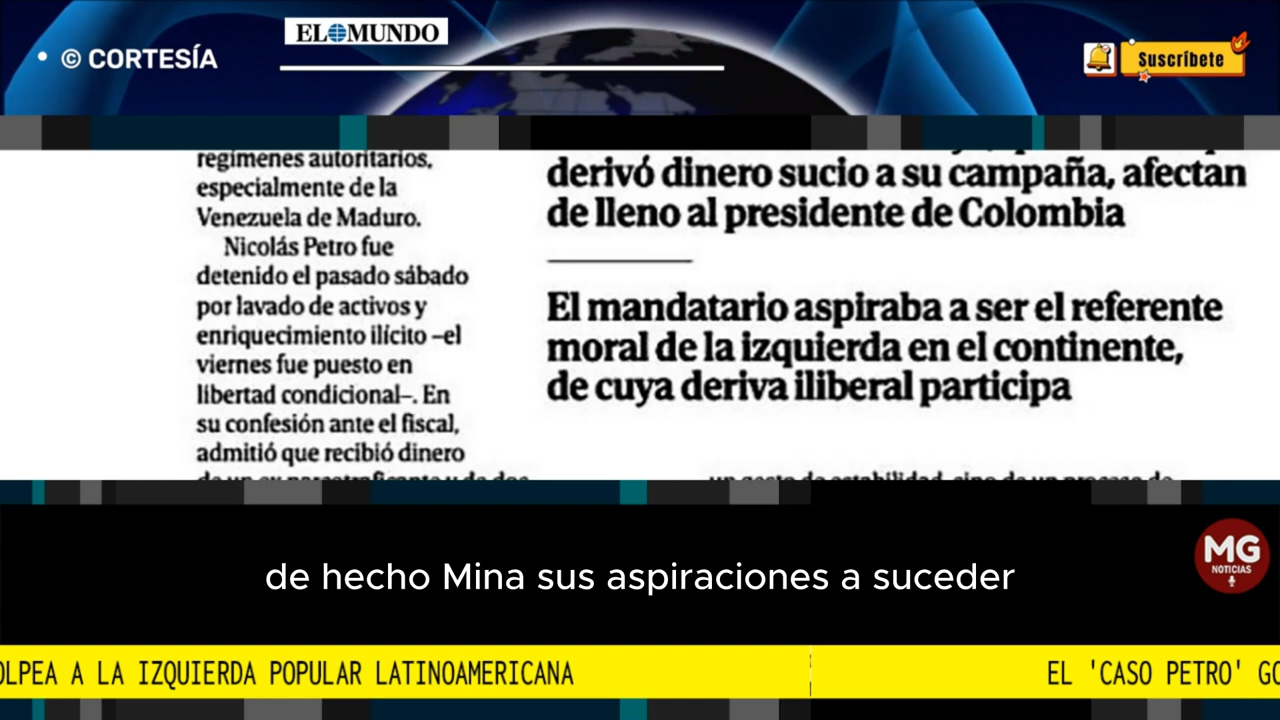 EL MUNDO
• © CORTESÍA
Suscríbete
regímenes autoritarios,
especialmente de la
Venezuela de Maduro.
Nicolás Petro fue
detenido el pasado sábado
por lavado de activos y
enriquecimiento ilícito –el
viernes fue puesto en
libertad condicional–. En
su confesión ante el fiscal,
admitió que recibió dinero
derivó dinero sucio a su campaña, afectan
de lleno al presidente de Colombia
El mandatario aspiraba a ser el referente
moral de la izquierda en el continente,
de cuya deriva iliberal participa
de hecho Mina sus aspiraciones a suceder
MG
NOTICIAS
OLPEA A LA IZQUIERDA POPULAR LATINOAMERICANA
EL 'CASO PETRO' GO